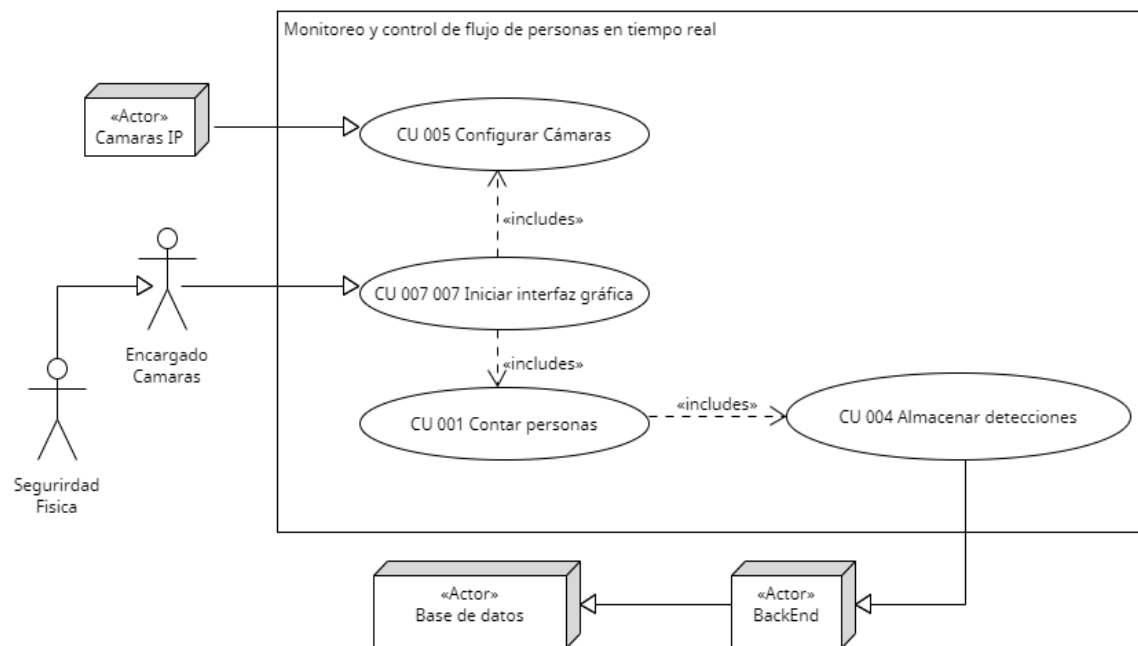 Monitoreo y control de flujo de personas en tiempo real
«Actor»
Camaras IP
CU 005 Configurar Cámaras
«includes»
CU 007 007 Iniciar interfaz gráfica
Encargado
Camaras
«includes»
CU 001 Contar personas
«includes»
CU 004 Almacenar detecciones
Segurirdad
Fisica
«Actor»
Base de datos
«Actor»
BackEnd